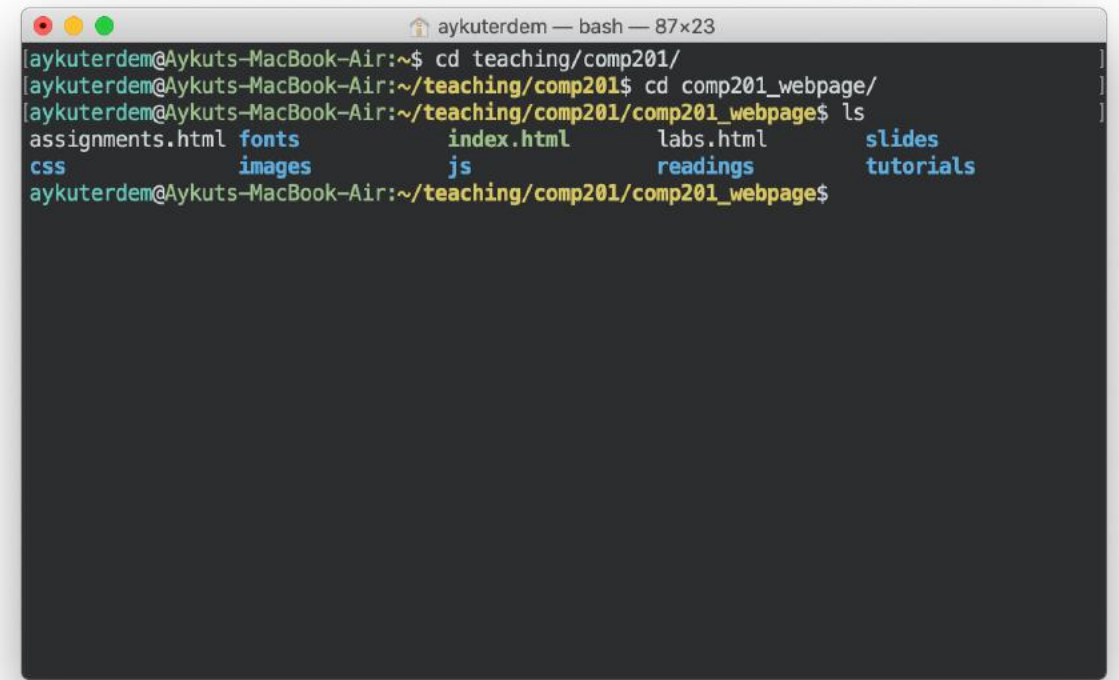 aykuterdem — bash — 87×23
[aykuterdem@Aykuts-MacBook-Air:~$ cd teaching/comp201/ ]
[aykuterdem@Aykuts-MacBook-Air:~/teaching/comp201$ cd comp201_webpage/ ]
[aykuterdem@Aykuts-MacBook-Air:~/teaching/comp201/comp201_webpage$ ls ]
assignments.html fonts index.html labs.html slides
css images js readings tutorials
aykuterdem@Aykuts-MacBook-Air:~/teaching/comp201/comp201_webpage$